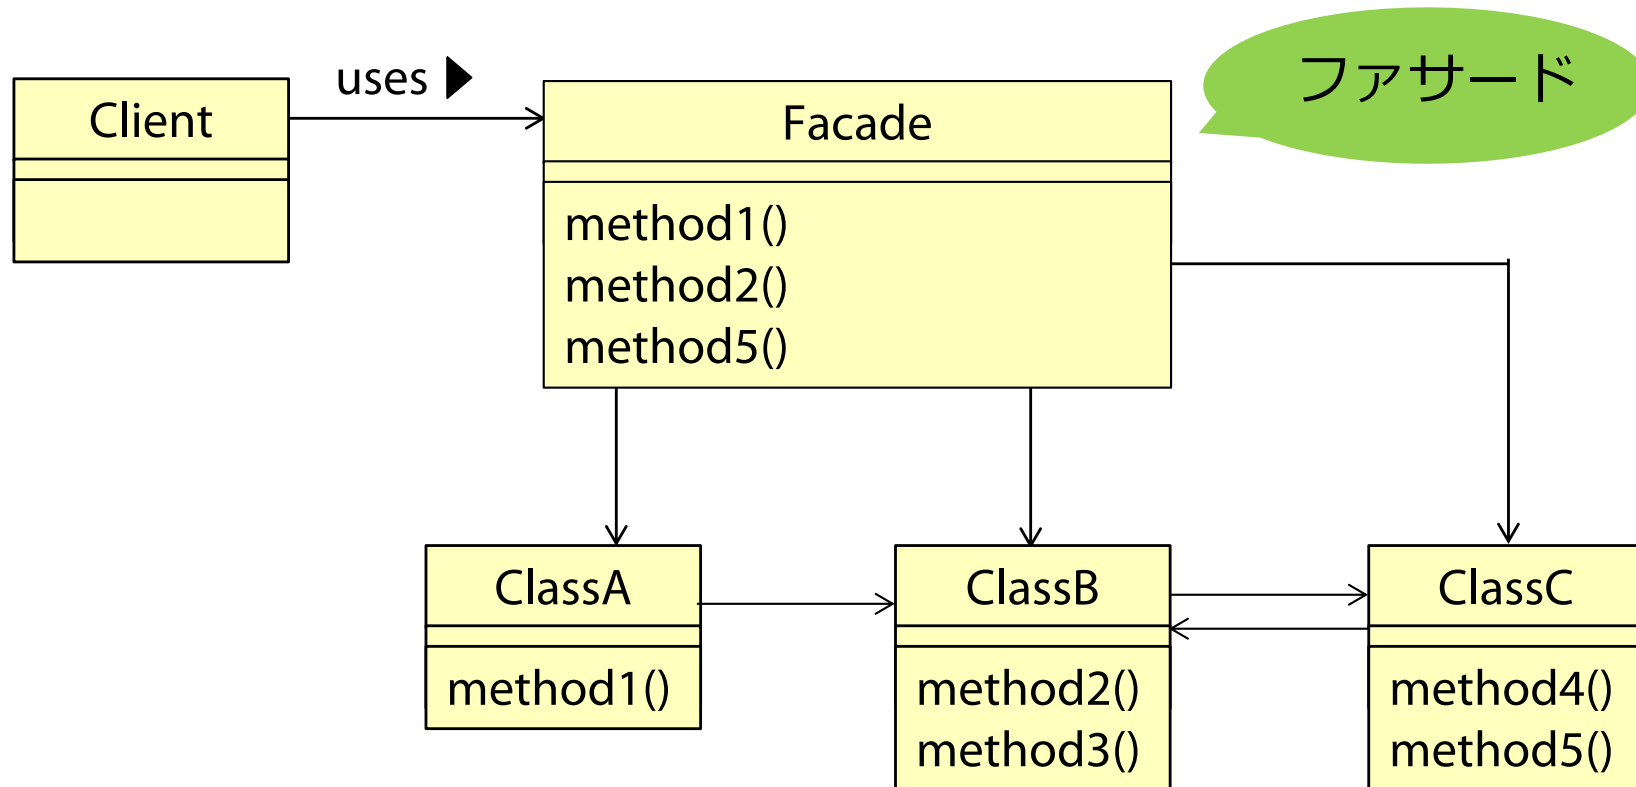 uses ▶
ファサード
Client
Facade
method1()
method2()
method5()
ClassA
method1()
ClassB
method2()
method3()
ClassC
method4()
method5()